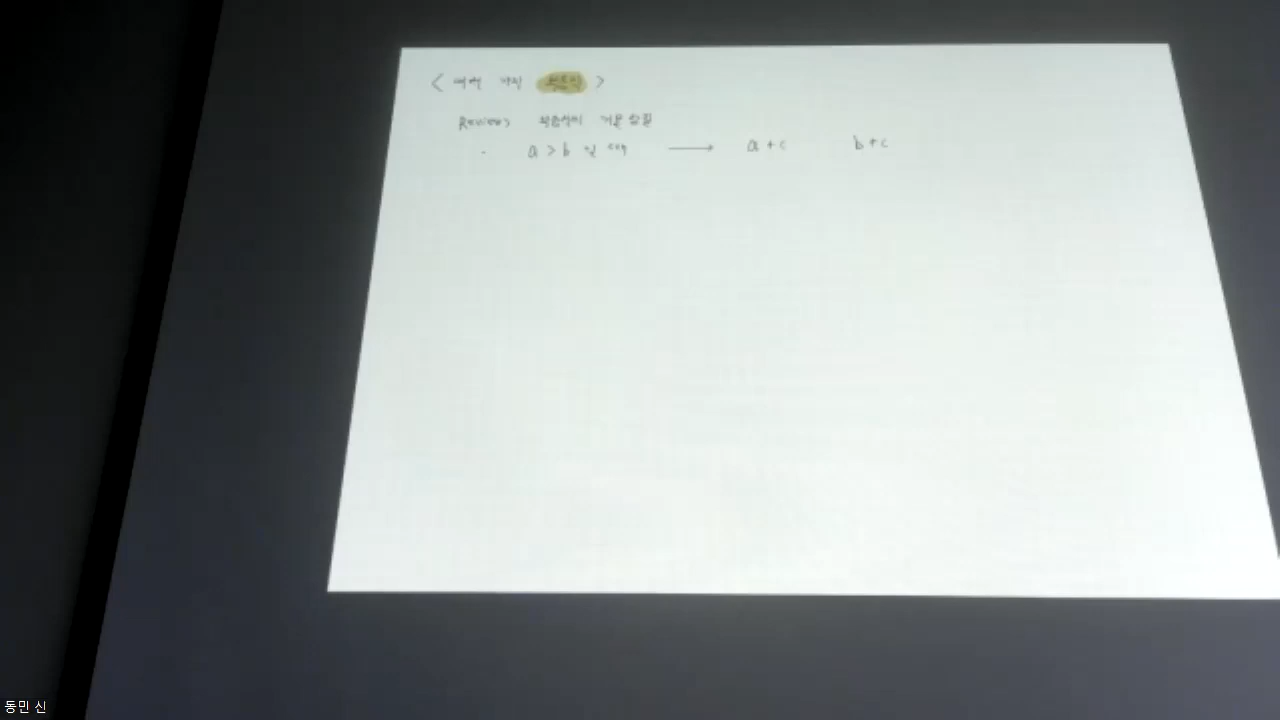 < 여러 가지 부등식 >
Review> 부등식의 기본 성질
· a > b 일 때 → a + c b + c
동민 신